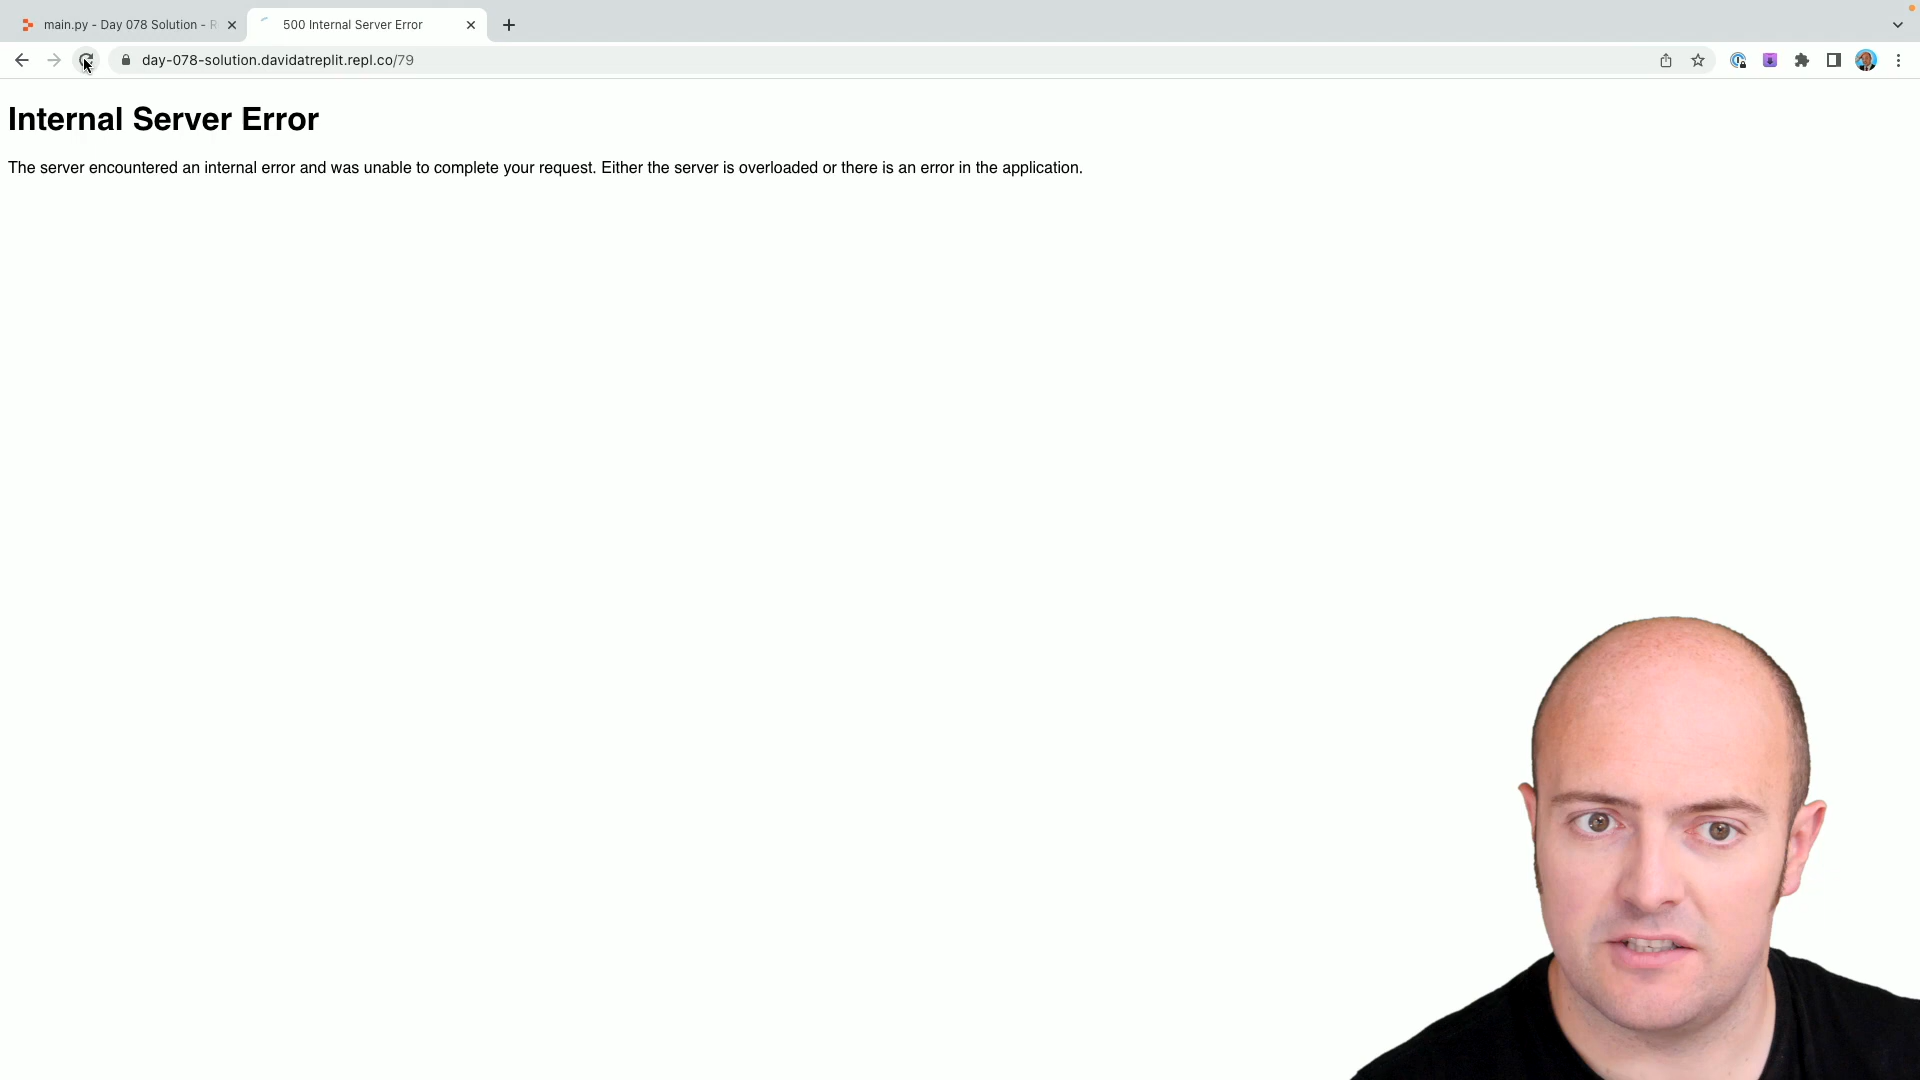 main.py - Day 078 Solution - R
500 Internal Server Error
day-078-solution.davidatreplit.repl.co/79
Internal Server Error
The server encountered an internal error and was unable to complete your request. Either the server is overloaded or there is an error in the application.